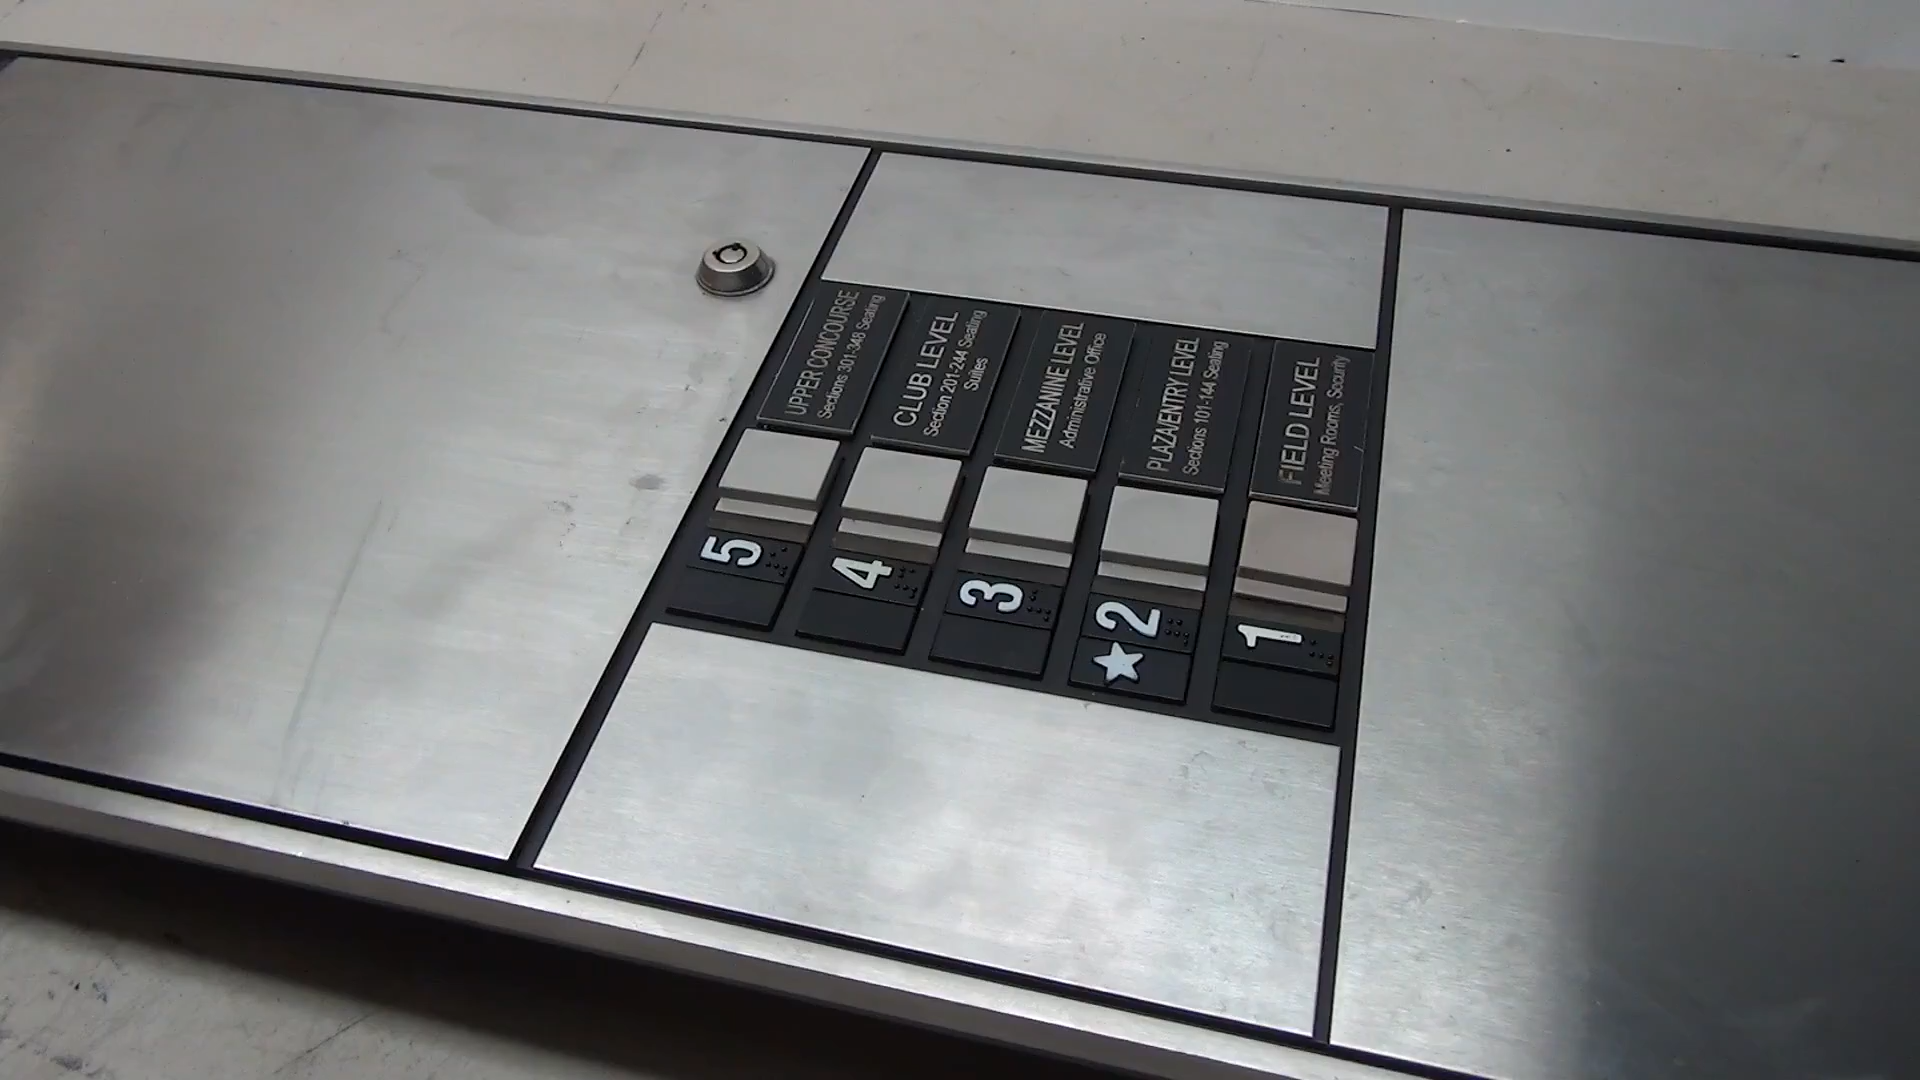 5
UPPER CONCOURSE
Sections 301-348 Seating
4
CLUB LEVEL
Section 201-244 Seating
Suites
3
MEZZANINE LEVEL
Administrative Office
★2
PLAZA/ENTRY LEVEL
Sections 101-144 Seating
1
FIELD LEVEL
Meeting Rooms, Security